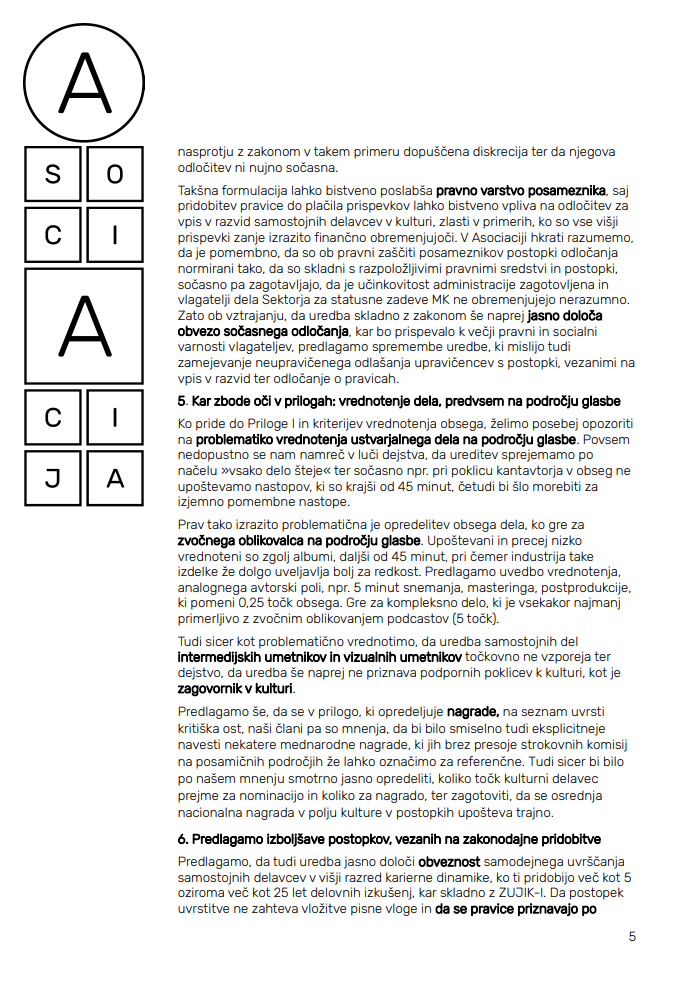 A
S O
C I
A
C I
J A
nasprotju z zakonom v takem primeru dopuščena diskrecija ter da njegova
odločitev ni nujno sočasna.
Takšna formulacija lahko bistveno poslabša pravno varstvo posameznika, saj
pridobitev pravice do plačila prispevkov lahko bistveno vpliva na odločitev za
vpis v razvid samostojnih delavcev v kulturi, zlasti v primerih, ko so vse višji
prispevki zanje izrazito finančno obremenjujoči. V Asociaciji hkrati razumemo,
da je pomembno, da so ob pravni zaščiti posameznikov postopki odločanja
normirani tako, da so skladni s razpoložljivimi pravnimi sredstvi in postopki,
sočasno pa zagotavljajo, da je učinkovitost administracije zagotovljena in
vlagatelji dela Sektorja za statusne zadeve MK ne obremenjujejo nerazumno.
Zato ob vztrajanju, da uredba skladno z zakonom še naprej jasno določa
obvezo sočasnega odločanja, kar bo prispevalo k večji pravni in socialni
varnosti vlagateljev, predlagamo spremembe uredbe, ki mislijo tudi
zamejevanje neupravičenega odlašanja upravičencev s postopki, vezanimi na
vpis v razvid ter odločanje o pravicah.
5. Kar zbode oči v prilogah: vrednotenje dela, predvsem na področju glasbe
Ko pride do Priloge I in kriterijev vrednotenja obsega, želimo posebej opozoriti
na problematiko vrednotenja ustvarjalnega dela na področju glasbe. Povsem
nedopustno se nam namreč v luči dejstva, da ureditev sprejemamo po
načelu »vsako delo šteje« ter sočasno npr. pri poklicu kantavtorja v obseg ne
upoštevamo nastopov, ki so krajši od 45 minut, četudi bi šlo morebiti za
izjemno pomembne nastope.
Prav tako izrazito problematična je opredelitev obsega dela, ko gre za
zvočnega oblikovalca na področju glasbe. Upoštevani in precej nizko
vrednoteni so zgolj albumi, daljši od 45 minut, pri čemer industrija take
izdelke že dolgo uveljavlja bolj za redkost. Predlagamo uvedbo vrednotenja,
analognega avtorski poli, npr. 5 minut snemanja, masteringa, postprodukcije,
ki pomeni 0,25 točk obsega. Gre za kompleksno delo, ki je vsekakor najmanj
primerljivo z zvočnim oblikovanjem podcastov (5 točk).
Tudi sicer kot problematično vrednotimo, da uredba samostojnih del
intermedijskih umetnikov in vizualnih umetnikov točkovno ne vzporeja ter
dejstvo, da uredba še naprej ne priznava podpornih poklicev k kulturi, kot je
zagovornik v kulturi.
Predlagamo še, da se v prilogo, ki opredeljuje nagrade, na seznam uvrsti
kritiška ost, naši člani pa so mnenja, da bi bilo smiselno tudi eksplicitneje
navesti nekatere mednarodne nagrade, ki jih brez presoje strokovnih komisij
na posamičnih področjih že lahko označimo za referenčne. Tudi sicer bi bilo
po našem mnenju smotrno jasno opredeliti, koliko točk kulturni delavec
prejme za nominacijo in koliko za nagrado, ter zagotoviti, da se osrednja
nacionalna nagrada v polju kulture v postopkih upošteva trajno.
6. Predlagamo izboljšave postopkov, vezanih na zakonodajne pridobitve
Predlagamo, da tudi uredba jasno določi obveznost samodejnega uvrščanja
samostojnih delavcev v višji razred karierne dinamike, ko ti pridobijo več kot 5
oziroma več kot 25 let delovnih izkušenj, kar skladno z ZUJIK-I. Da postopek
uvrstitve ne zahteva vložitve pisne vloge in da se pravice priznavajo po
5